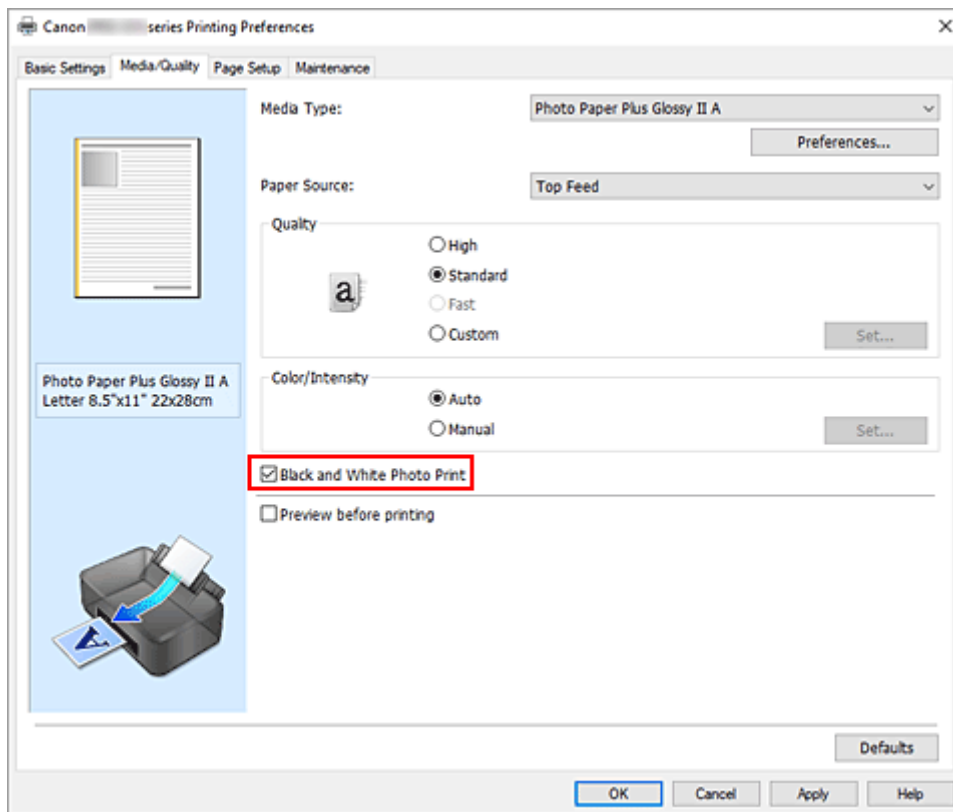 Canon series Printing Preferences
Basic Settings Media/Quality Page Setup Maintenance
Media Type: Photo Paper Plus Glossy II A
Preferences...
Paper Source: Top Feed
Quality
High
Standard
a
Fast
Custom Set...
Photo Paper Plus Glossy II A
Letter 8.5"x11" 22x28cm
Color/Intensity
Auto
Manual Set...
Black and White Photo Print
Preview before printing
A
Defaults
OK Cancel Apply Help